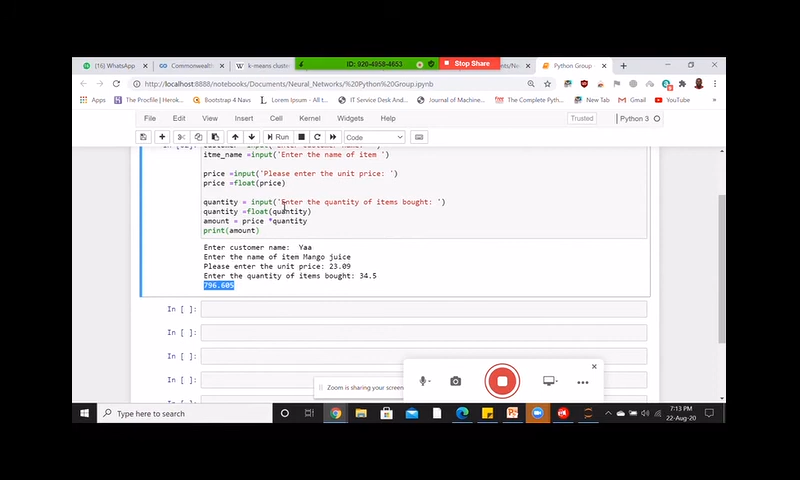 ID: 920-4958-4653
Stop Share
(16) WhatsApp
Commonwealth
k-means cluster
ments/Ne
Python Group
http://localhost:8888/notebooks/Documents/Neural_Networks/%20Python%20Group.ipynb
Apps
The Procfile | Herok...
Bootstrap 4 Navs
Lorem Ipsum - All t...
IT Service Desk And...
Journal of Machine...
The Complete Pyth...
New Tab
Gmail
YouTube
File
Edit
View
Insert
Cell
Kernel
Widgets
Help
Trusted
Python 3
Run
Code
itme_name =input('Enter the name of item ')
price =input('Please enter the unit price: ')
price =float(price)
quantity = input('Enter the quantity of items bought: ')
quantity =float(quantity)
amount = price *quantity
print(amount)
Enter customer name: Yaa
Enter the name of item Mango juice
Please enter the unit price: 23.09
Enter the quantity of items bought: 34.5
796.605
In [ ]:
In [ ]:
In [ ]:
In [ ]:
Zoom is sharing your screen
Type here to search
7:13 PM
22-Aug-20